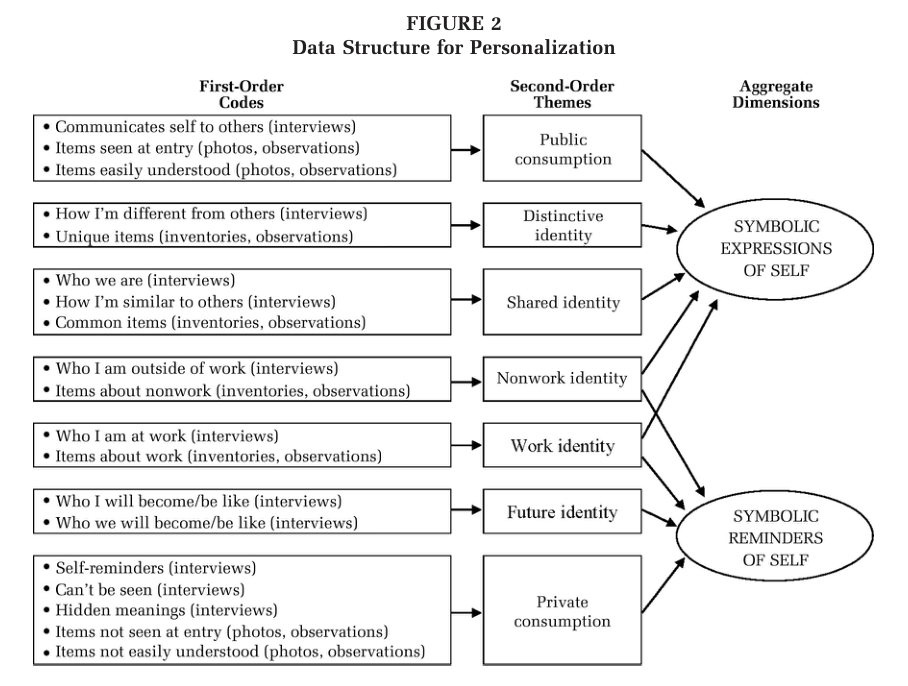 FIGURE 2
Data Structure for Personalization
First-Order
Codes
Second-Order
Themes
Aggregate
Dimensions
• Communicates self to others (interviews)
• Items seen at entry (photos, observations)
• Items easily understood (photos, observations)
Public
consumption
• How I'm different from others (interviews)
• Unique items (inventories, observations)
Distinctive
identity
SYMBOLIC
EXPRESSIONS
OF SELF
• Who we are (interviews)
• How I'm similar to others (interviews)
• Common items (inventories, observations)
Shared identity
• Who I am outside of work (interviews)
• Items about nonwork (inventories, observations)
Nonwork identity
• Who I am at work (interviews)
• Items about work (inventories, observations)
Work identity
• Who I will become/be like (interviews)
• Who we will become/be like (interviews)
Future identity
SYMBOLIC
REMINDERS
OF SELF
• Self-reminders (interviews)
• Can't be seen (interviews)
• Hidden meanings (interviews)
• Items not seen at entry (photos, observations)
• Items not easily understood (photos, observations)
Private
consumption